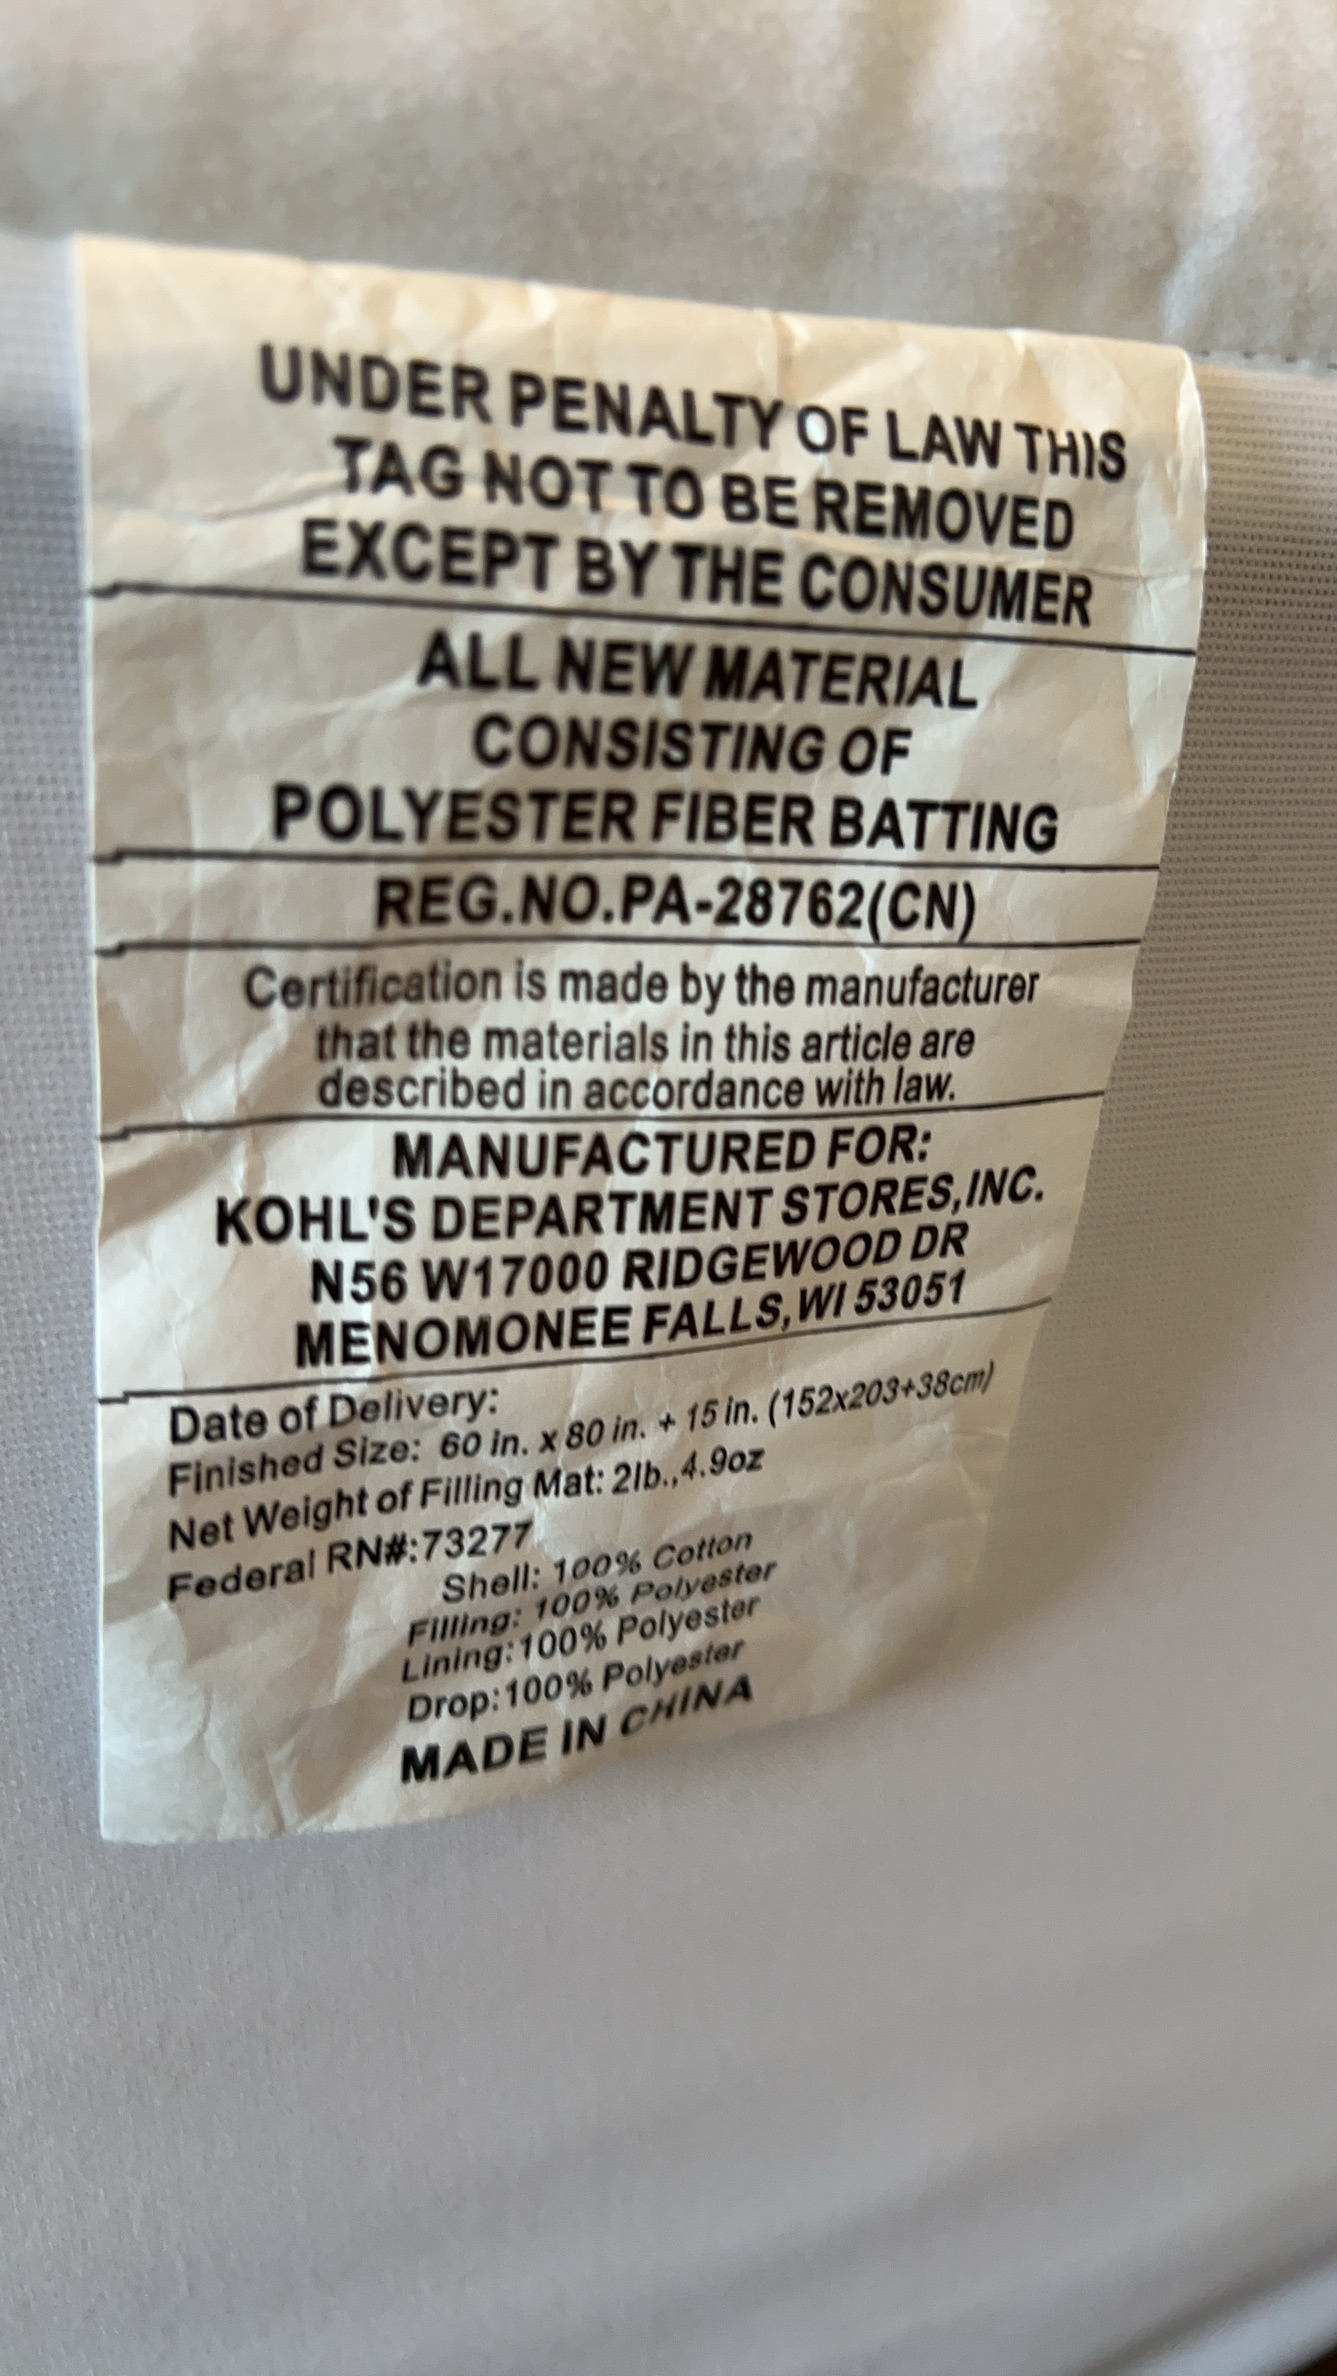 UNDER PENALTY OF LAW THIS
TAG NOT TO BE REMOVED
EXCEPT BY THE CONSUMER
ALL NEW MATERIAL
CONSISTING OF
POLYESTER FIBER BATTING
REG.NO.PA-28762(CN)
Certification is made by the manufacturer
that the materials in this article are
described in accordance with law.
MANUFACTURED FOR:
KOHL'S DEPARTMENT STORES,INC.
N56 W17000 RIDGEWOOD DR
MENOMONEE FALLS,WI 53051
Date of Delivery:
Finished Size: 60 in. x 80 in. + 15 in. (152x203+38cm)
Net Weight of Filling Mat: 2lb.,4.9oz
Federal RN#:73277
Shell: 100% Cotton
Filling: 100% Polyester
Lining:100% Polyester
Drop:100% Polyester
MADE IN CHINA